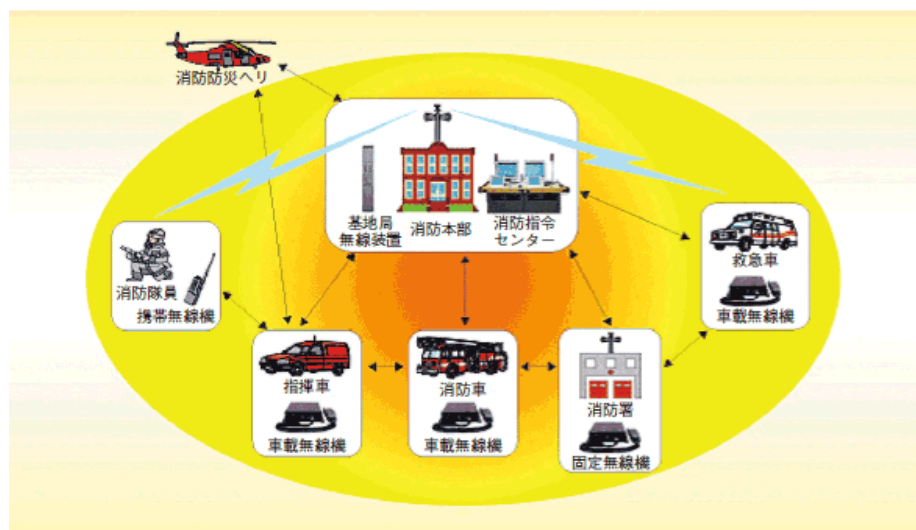 消防防災ヘリ
基地局
無線装置
消防本部
消防指令
センター
消防隊員
携帯無線機
救急車
車載無線機
指揮車
車載無線機
消防車
車載無線機
消防署
固定無線機